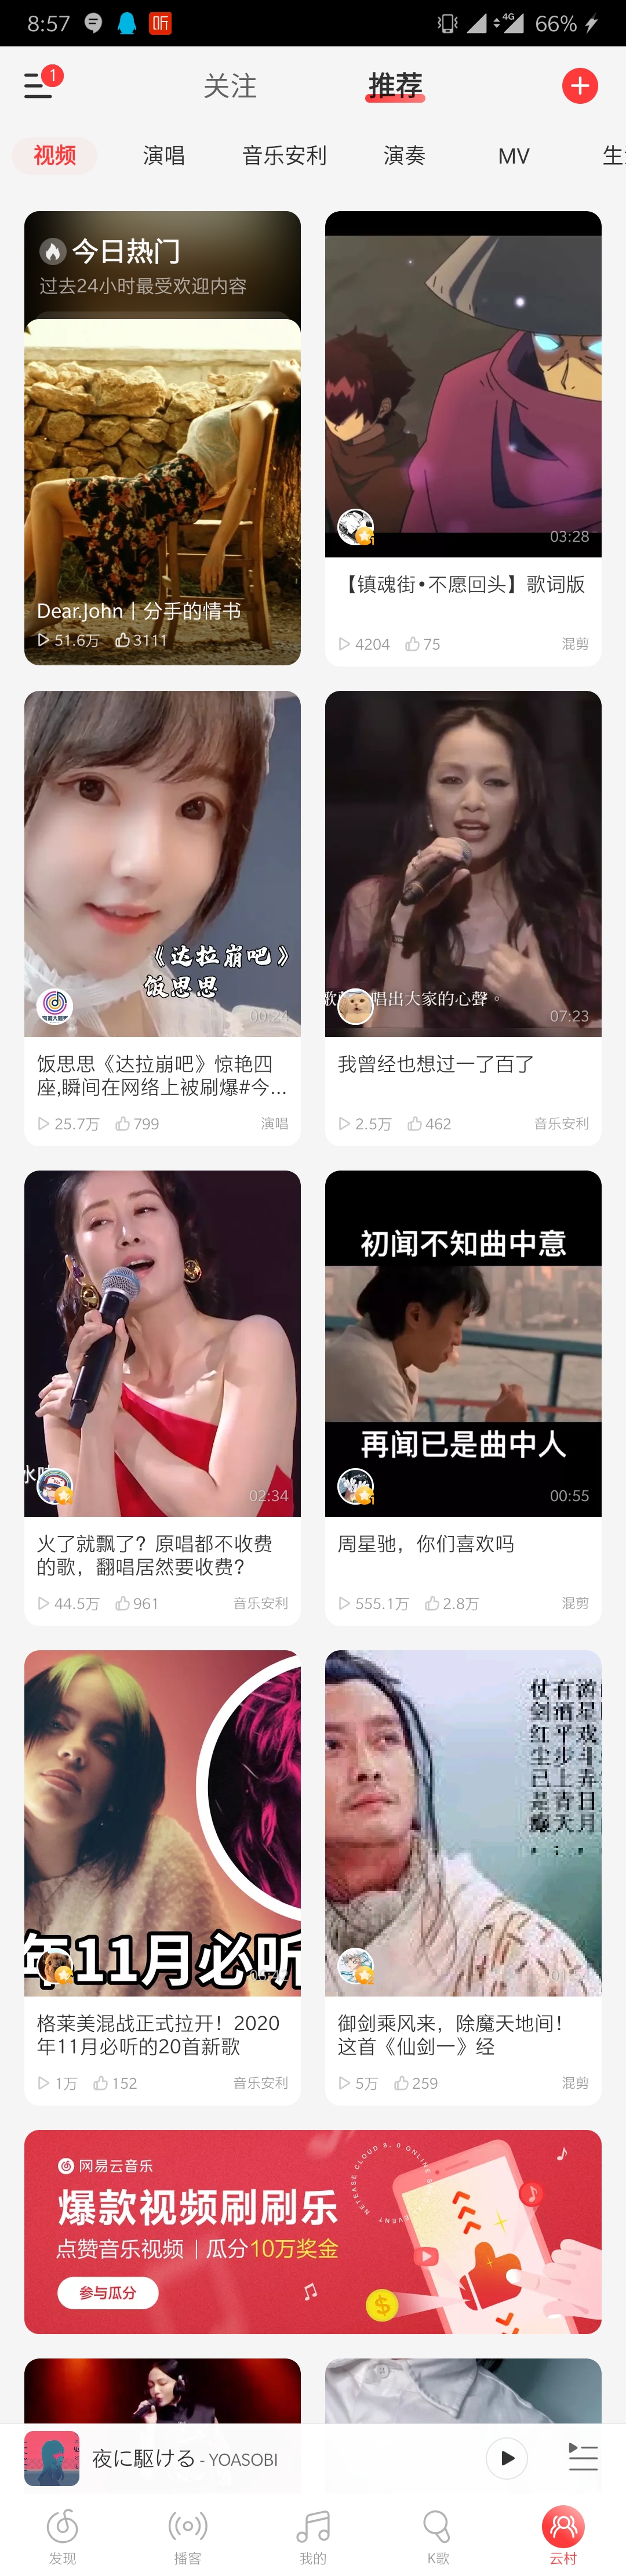 8:57
听
4G
66%
1
关注
推荐
视频
演唱
音乐安利
演奏
MV
今日热门
过去24小时最受欢迎内容
Dear.John | 分手的情书
51.6万
3111
03:28
【镇魂街•不愿回头】歌词版
4204
75
混剪
《达拉崩吧》
饭思思
00:24
饭思思《达拉崩吧》惊艳四
座,瞬间在网络上被刷爆#今...
25.7万
799
演唱
唱出大家的心聲。
07:23
我曾经也想过一了百了
2.5万
462
音乐安利
02:34
火了就飘了？原唱都不收费
的歌，翻唱居然要收费？
44.5万
961
音乐安利
初闻不知曲中意
再闻已是曲中人
00:55
周星驰，你们喜欢吗
555.1万
2.8万
混剪
年11月必听
格莱美混战正式拉开！2020
年11月必听的20首新歌
1万
152
音乐安利
仗剑红尘已是癫
有酒平步上青天
游星戏斗弄日月
御剑乘风来，除魔天地间！
这首《仙剑一》经
5万
259
混剪
网易云音乐
爆款视频刷刷乐
点赞音乐视频 | 瓜分10万奖金
参与瓜分
NETEASE CLOUD 8.0 ONLINE EVENT
夜に駆ける - YOASOBI
发现
播客
我的
K歌
云村